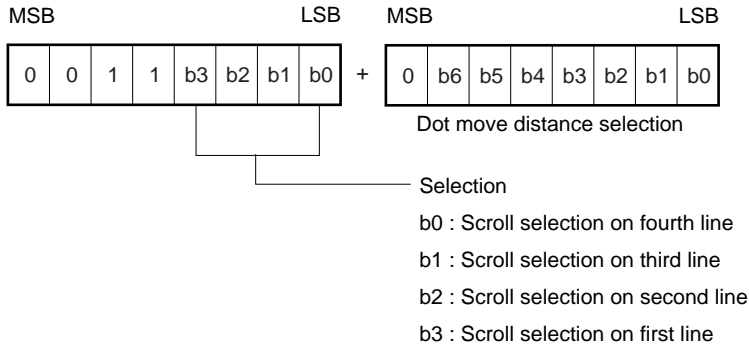 MSB LSB MSB LSB
0 0 1 1 b3 b2 b1 b0 + 0 b6 b5 b4 b3 b2 b1 b0
Dot move distance selection
Selection
b0 : Scroll selection on fourth line
b1 : Scroll selection on third line
b2 : Scroll selection on second line
b3 : Scroll selection on first line